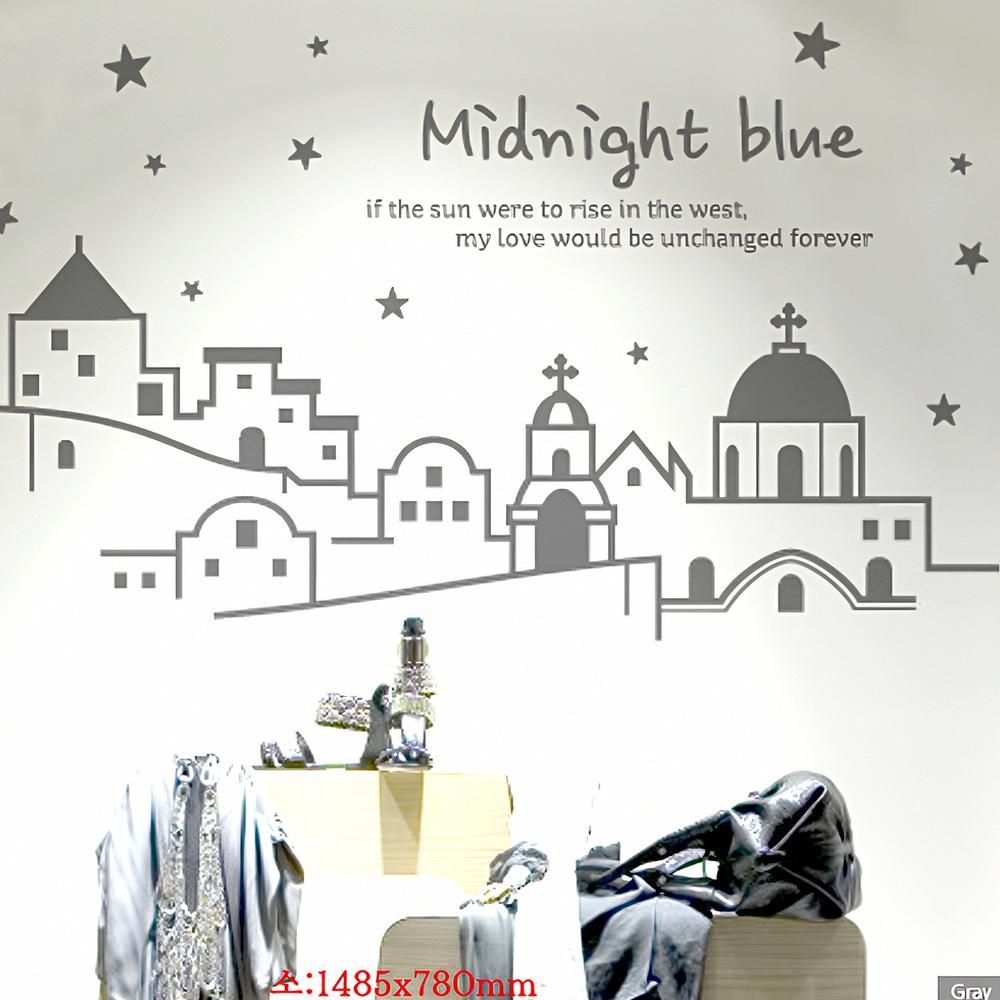 Midnight blue
if the sun were to rise in the west,
my love would be unchanged forever
소:1485x780mm
Gray